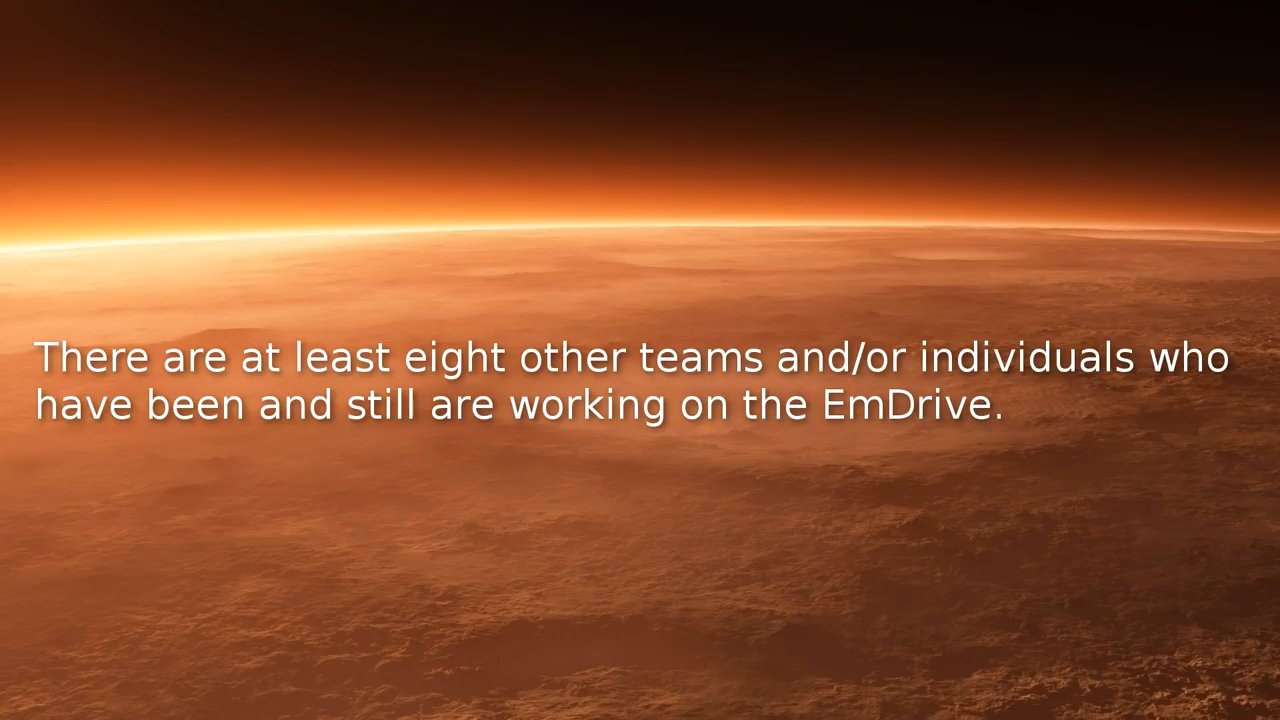 There are at least eight other teams and/or individuals who
have been and still are working on the EmDrive.